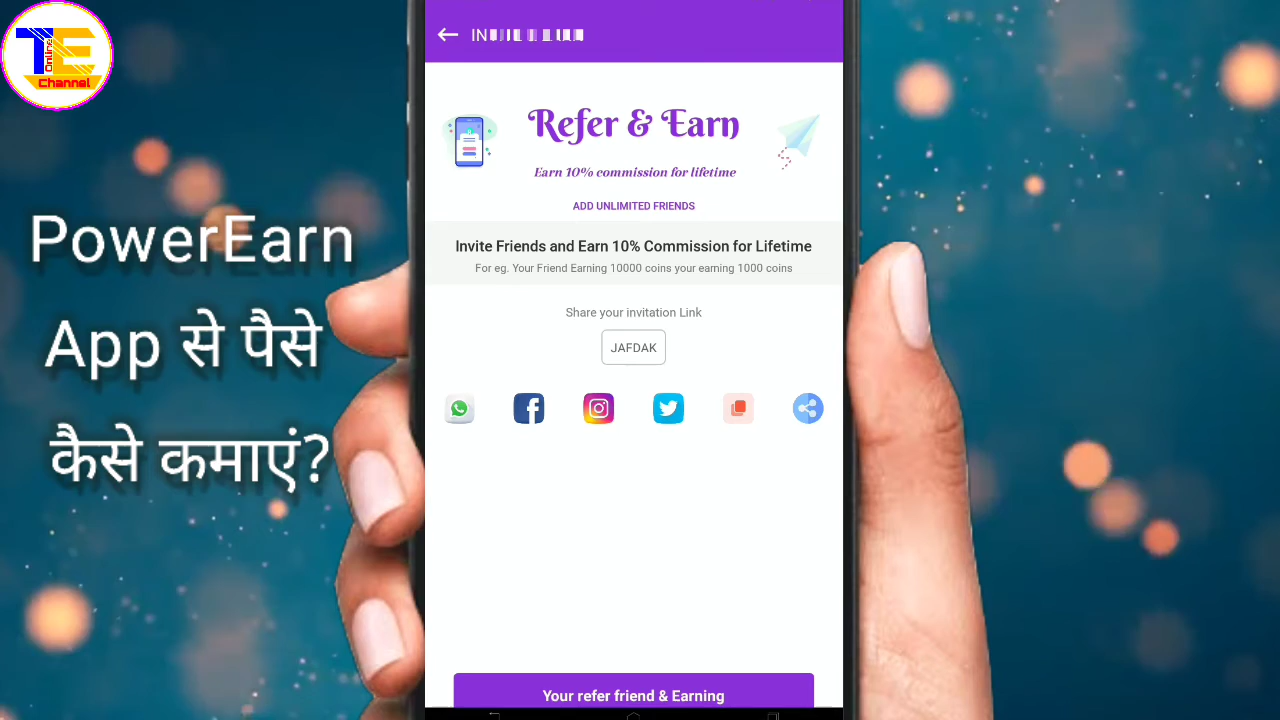 TE
Online
Channel
Refer & Earn
Earn 10% commission for lifetime
ADD UNLIMITED FRIENDS
Invite Friends and Earn 10% Commission for Lifetime
For eg. Your Friend Earning 10000 coins your earning 1000 coins
Share your invitation Link
JAFDAK
Your refer friend & Earning
PowerEarn
App से पैसे
कैसे कमाएं?